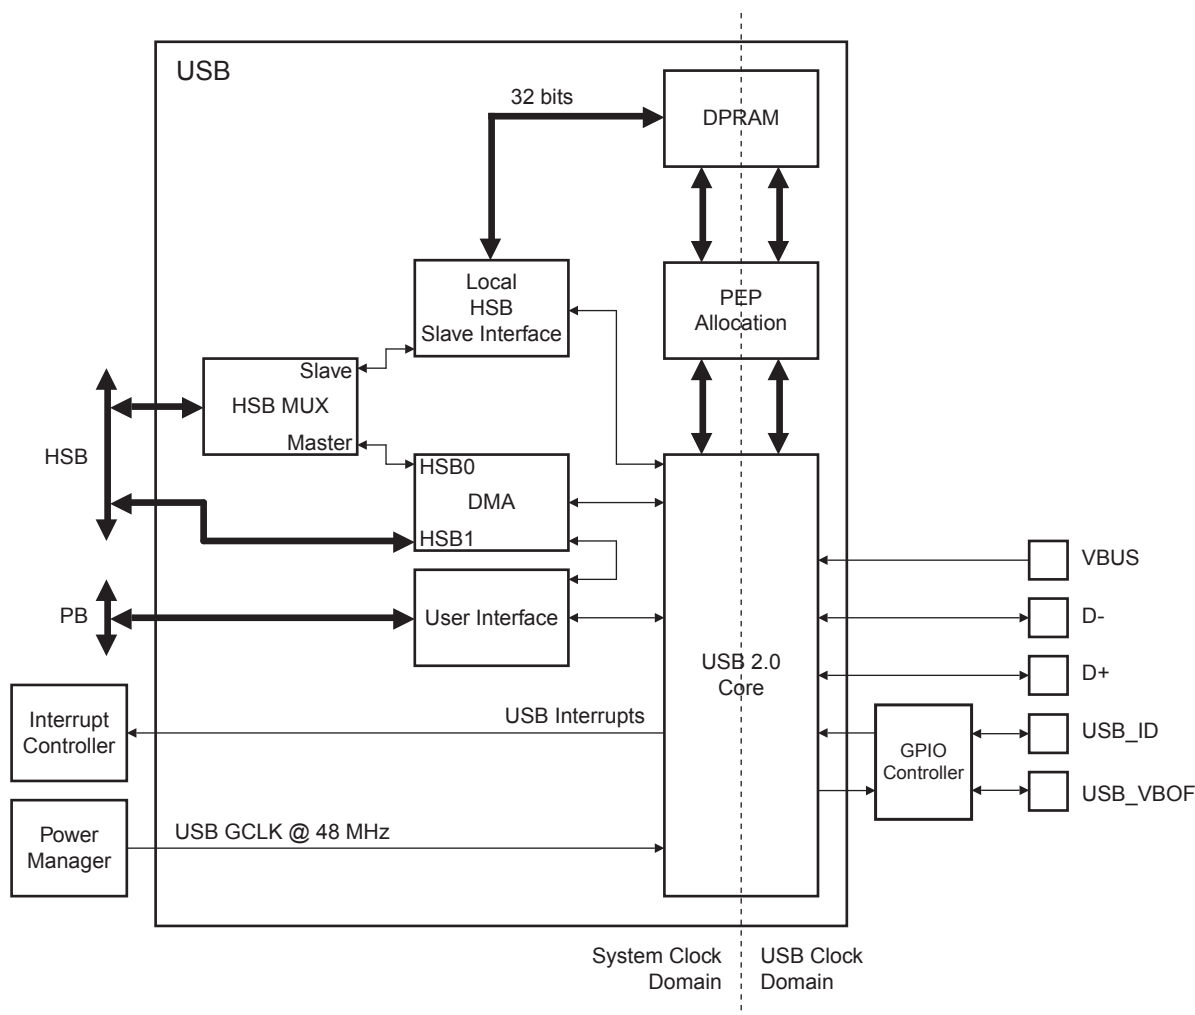 USB
32 bits
DPRAM
Local
HSB
Slave Interface
PEP
Allocation
Slave
HSB MUX
Master
HSB
HSB0
DMA
HSB1
VBUS
PB
User Interface
D-
USB 2.0
Core
D+
Interrupt
Controller
USB Interrupts
GPIO
Controller
USB_ID
USB_VBOF
Power
Manager
USB GCLK @ 48 MHz
System Clock
Domain
USB Clock
Domain